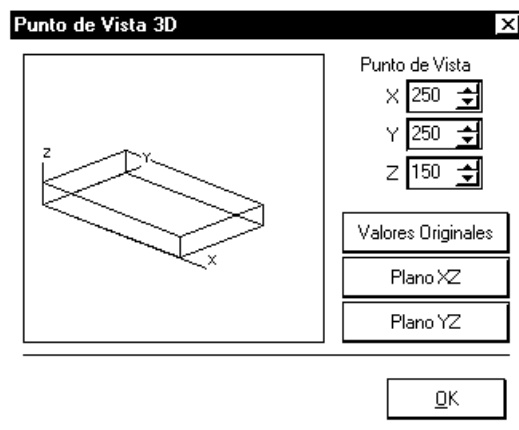 Punto de Vista 3D
Punto de Vista
X 250
Y 250
Z 150
Z
Y
X
Valores Originales
Plano XZ
Plano YZ
OK